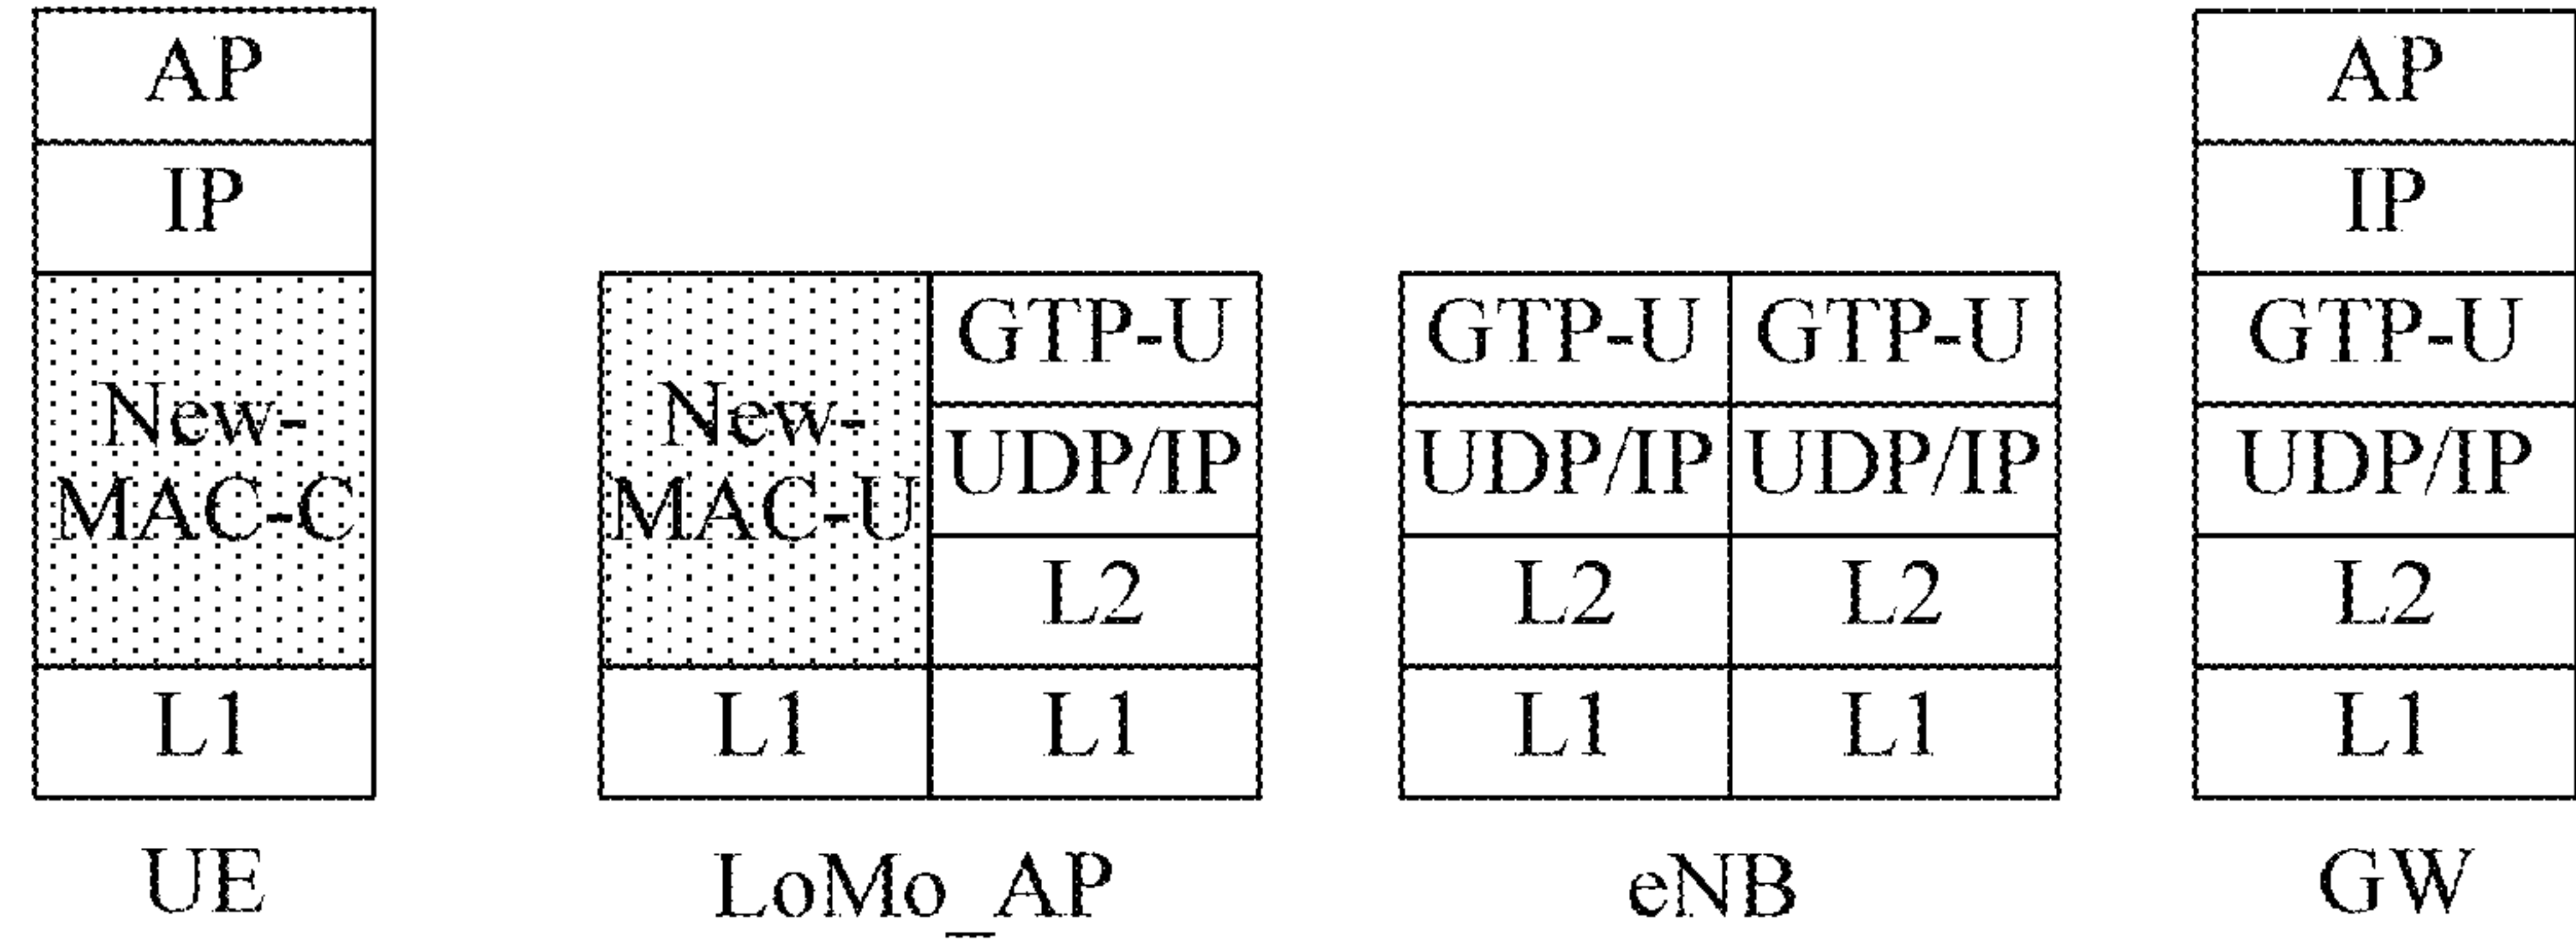 AP
IP
New-
MAC-C
L1
UE
New-
MAC-U
L1
GTP-U
UDP/IP
L2
L1
LoMo_AP
GTP-U
UDP/IP
L2
L1
GTP-U
UDP/IP
L2
L1
eNB
AP
IP
GTP-U
UDP/IP
L2
L1
GW